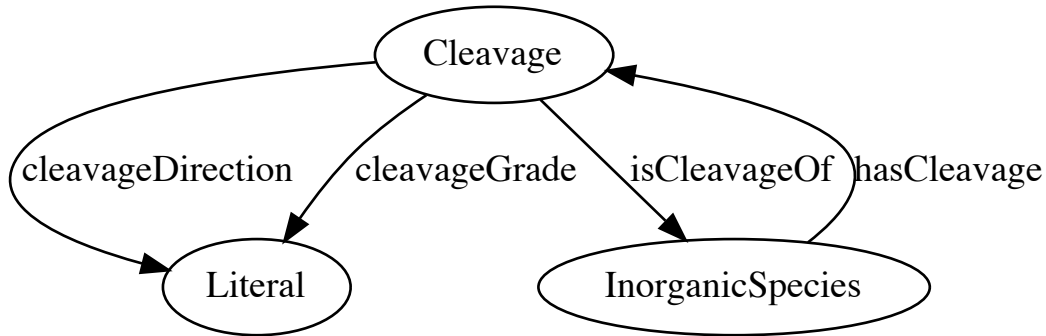 Cleavage
cleavageDirection
cleavageGrade
isCleavageOf
hasCleavage
Literal
InorganicSpecies